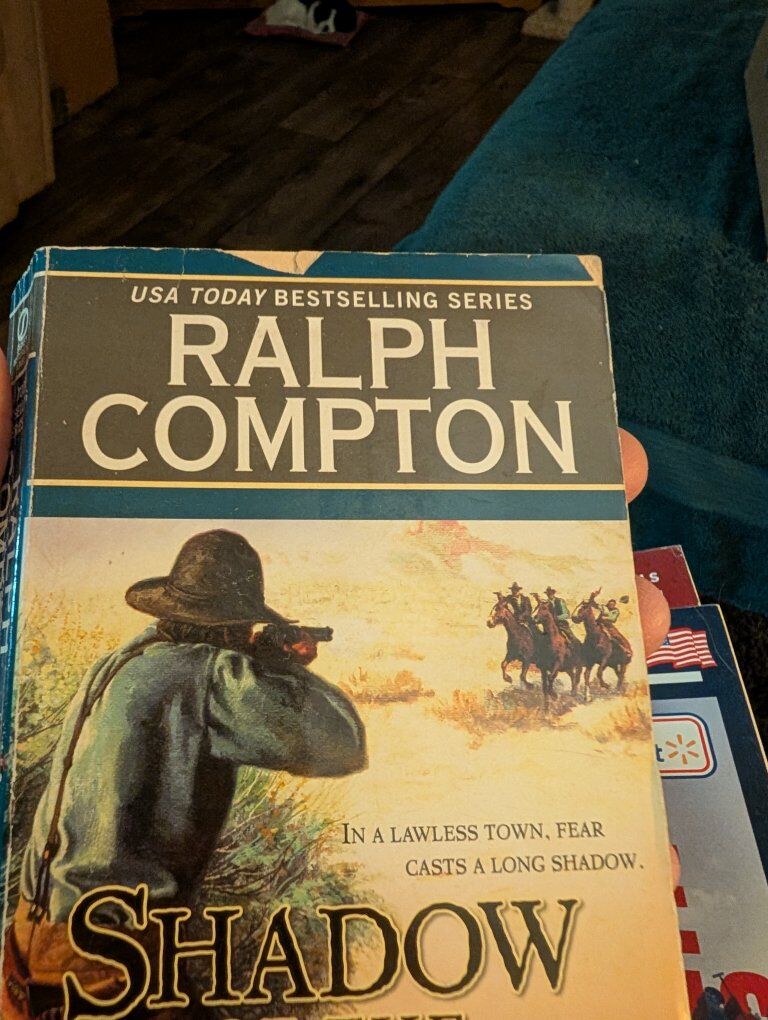 USA TODAY BESTSELLING SERIES
RALPH
COMPTON
IN A LAWLESS TOWN, FEAR
CASTS A LONG SHADOW.
SHADOW